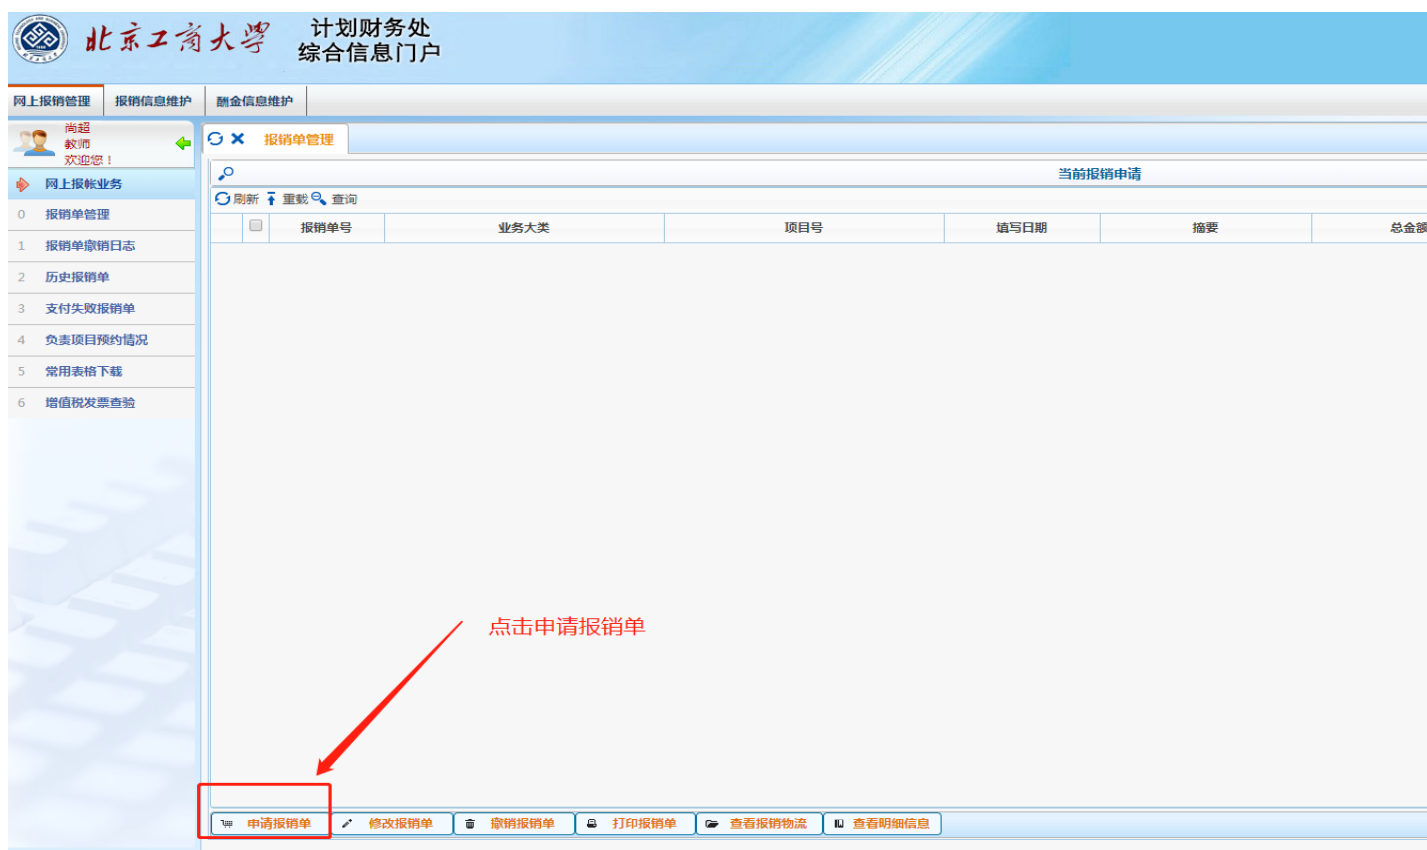 北京工商大学
计划财务处
综合信息门户
网上报销管理 报销信息维护 酬金信息维护
尚超
教师
欢迎您！
报销单管理
当前报销申请
刷新 重载 查询
报销单号 业务大类 项目号 填写日期 摘要 总金额
网上报帐业务
0 报销单管理
1 报销单撤销日志
2 历史报销单
3 支付失败报销单
4 负责项目预约情况
5 常用表格下载
6 增值税发票查验
点击申请报销单
申请报销单 修改报销单 撤销报销单 打印报销单 查看报销物流 查看明细信息